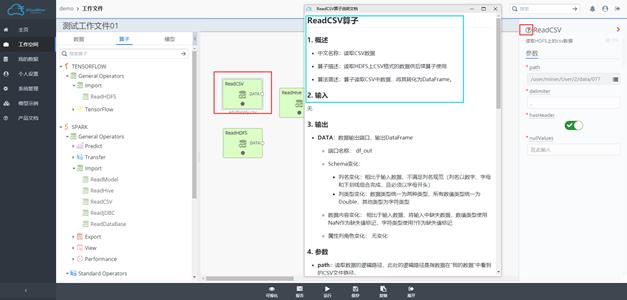 demo ▸ 工作文件
搜索
测试工作文件01
主页
工作空间
我的数据
个人设置
系统管理
模型示例
产品文档
数据
算子
模型
搜索算子
TENSORFLOW
General Operators
Import
ReadHDFS
TensorFlow
SPARK
General Operators
Predict
Transfer
Import
ReadModel
ReadHive
ReadCSV
ReadJDBC
ReadDataBase
Export
View
Performance
Standard Operators
ReadCSV
DATA
ReadHive
ReadHDFS
DATA
ReadCSV算子说明文档
ReadCSV算子
1. 概述
中文名称：读取CSV数据
算子描述：读取HDFS上CSV格式的数据供后续算子使用
算法描述：算子读取CSV中数据，将其转化为DataFrame。
2. 输入
无
3. 输出
DATA：数据输出端口，输出DataFrame
端口名称： df_out
Schema变化：
列名变化：相比于输入数据，不满足列名规范（列名以数字、字母
和下划线组合完成，且必须以字母开头）
列类型变化：数据类型统一为两种类型，所有数值类型统一为
Double，其他类型为字符类型
数据内容变化： 相比于输入数据，将输入中缺失数据，数值类型使用
NaN作为缺失值标记，字符类型使用?作为缺失值标记
属性列角色变化： 无变化
4. 参数
path：读取数据的逻辑路径，此处的逻辑路径是指数据在“我的数据”中看到
的CSV文件路径。
ReadCSV
读取HDFS上的csv数据
参数
path
/user/miner/User/2/data/077
delimiter
,
hasHeader
nullValues
在此输入
可视化
报告
运行
保存
复制
离开